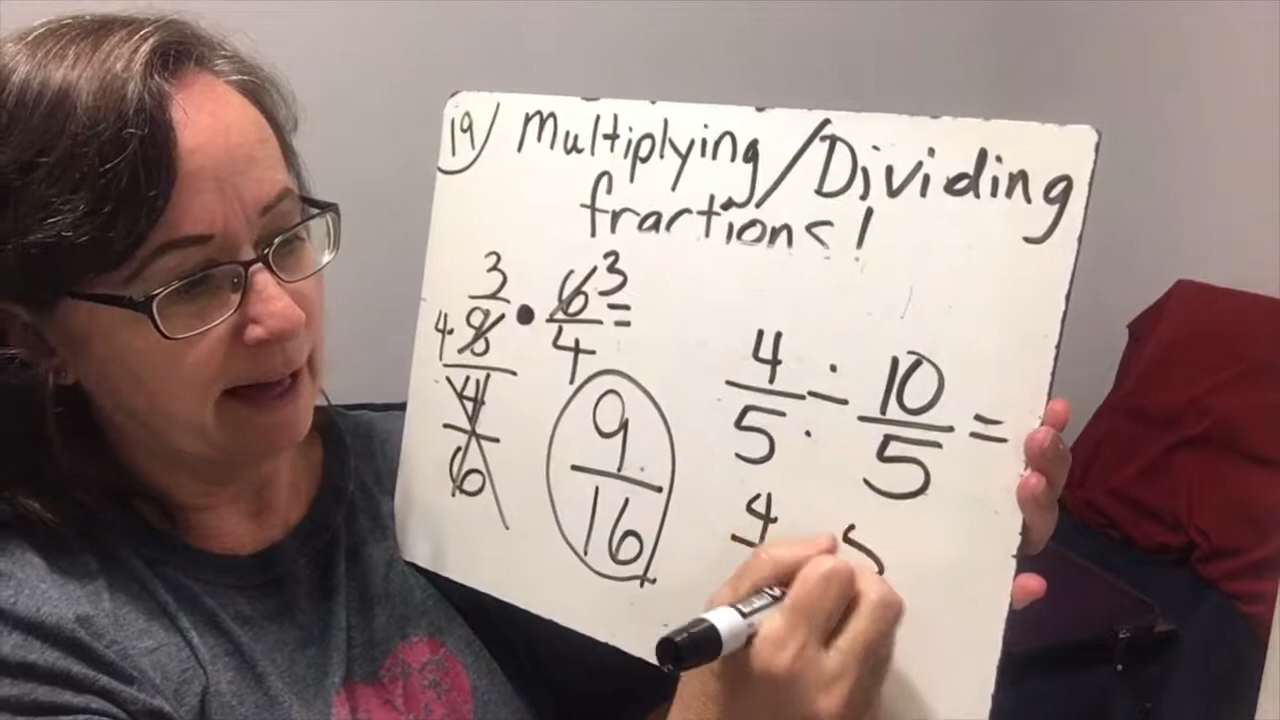 19) Multiplying/Dividing
fractions!
3/8 • 6/4 =
4 3
4/6
9/16
4/5 ÷ 10/5 =
4 5